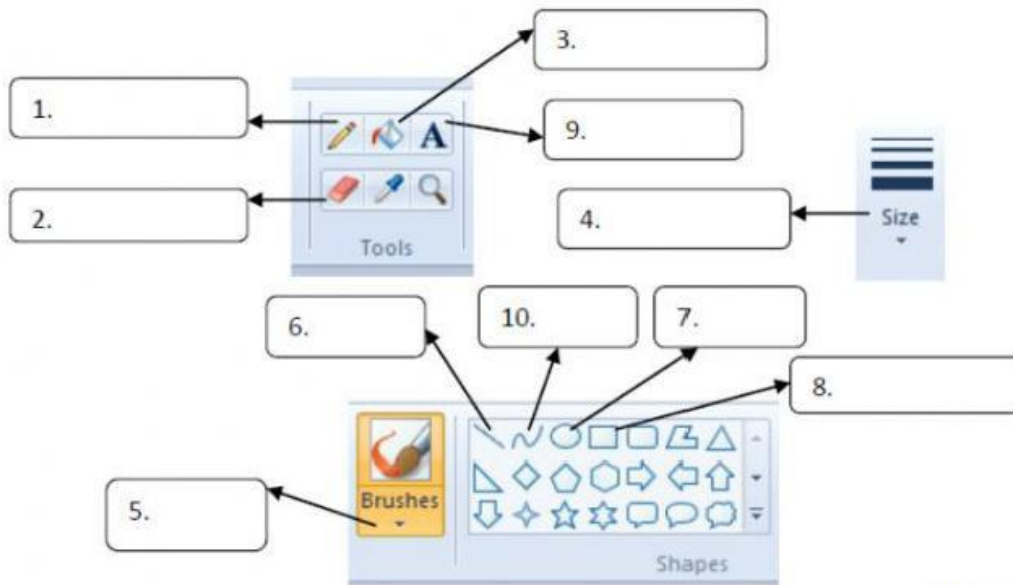 3.
1.
9.
2.
4.
A
Tools
Size
6.
10.
7.
8.
5.
Brushes
Shapes